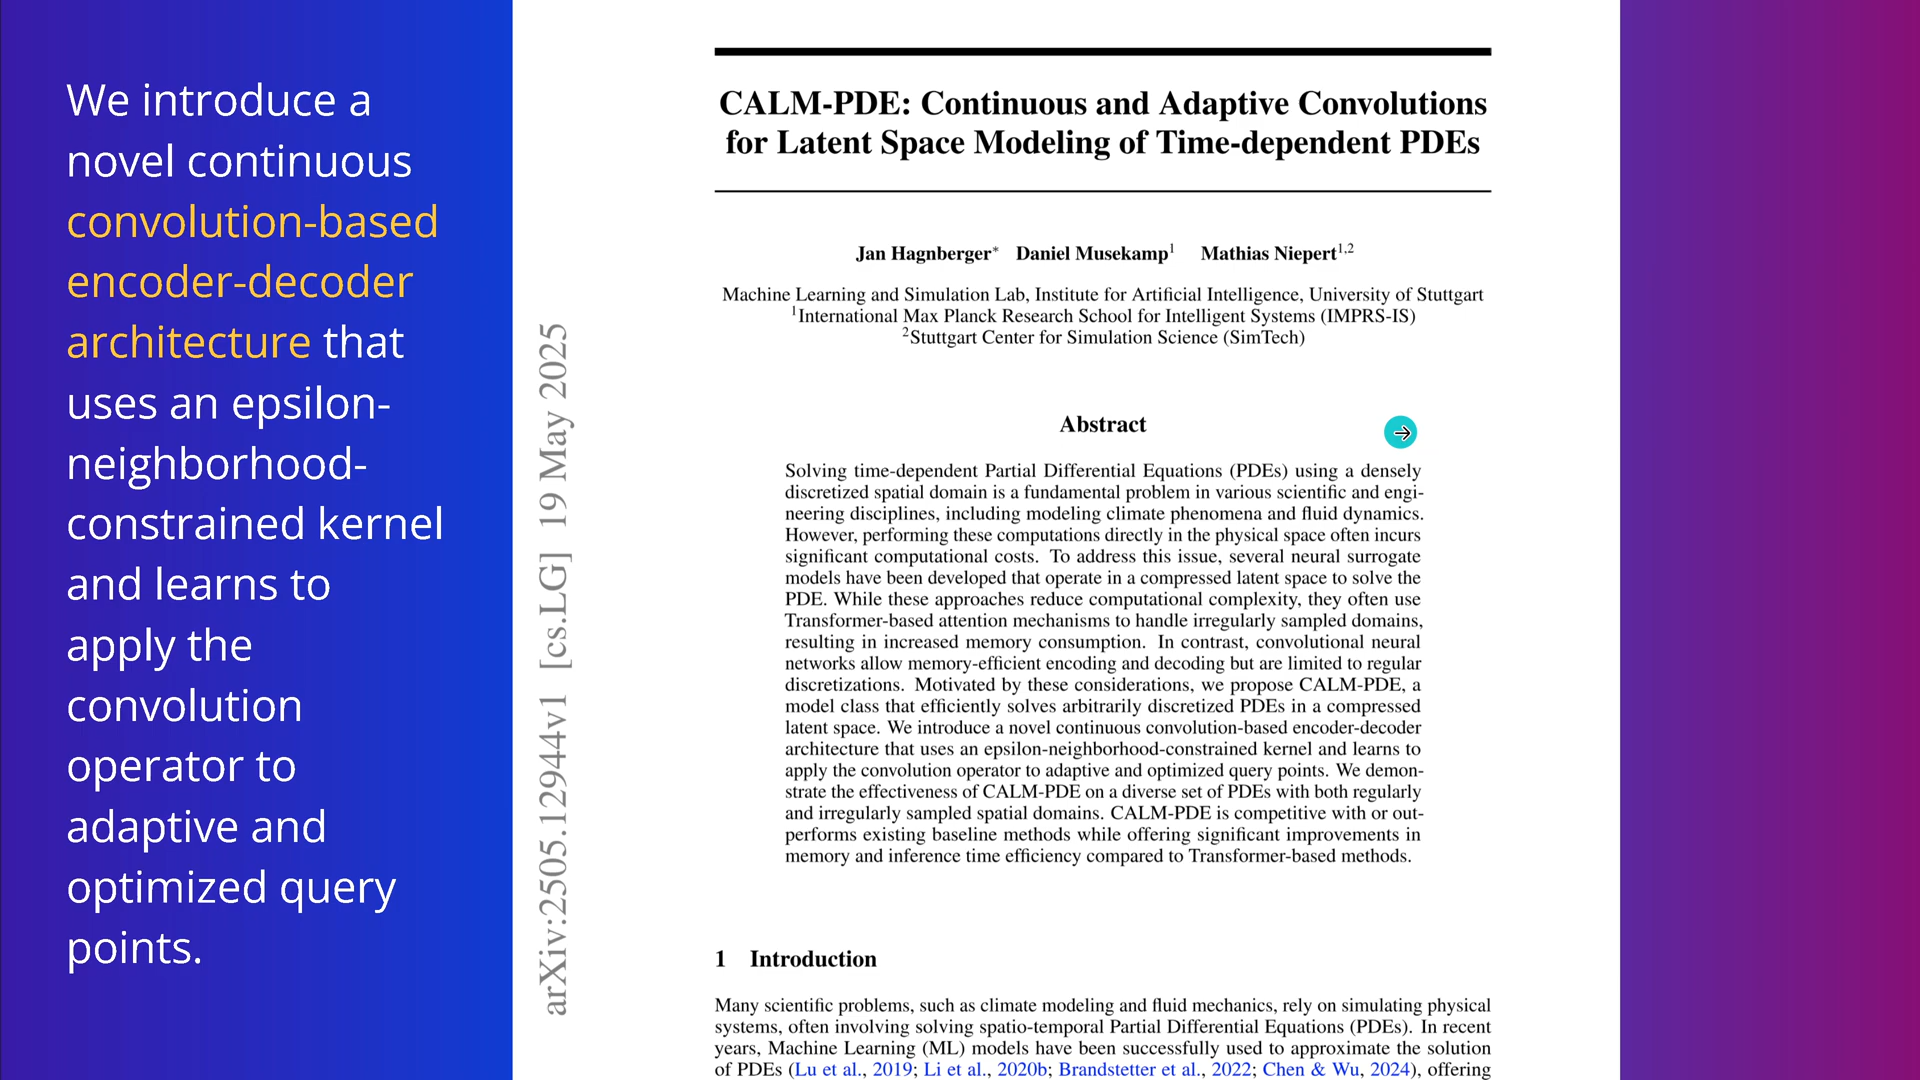 We introduce a
novel continuous
convolution-based
encoder-decoder
architecture that
uses an epsilon-
neighborhood-
constrained kernel
and learns to
apply the
convolution
operator to
adaptive and
optimized query
points.
arXiv:2505.12944v1 [cs.LG] 19 May 2025
CALM-PDE: Continuous and Adaptive Convolutions
for Latent Space Modeling of Time-dependent PDEs
Jan Hagnberger* Daniel Musekamp¹ Mathias Niepert¹,²
Machine Learning and Simulation Lab, Institute for Artificial Intelligence, University of Stuttgart
¹International Max Planck Research School for Intelligent Systems (IMPRS-IS)
²Stuttgart Center for Simulation Science (SimTech)
Abstract
Solving time-dependent Partial Differential Equations (PDEs) using a densely
discretized spatial domain is a fundamental problem in various scientific and engi-
neering disciplines, including modeling climate phenomena and fluid dynamics.
However, performing these computations directly in the physical space often incurs
significant computational costs. To address this issue, several neural surrogate
models have been developed that operate in a compressed latent space to solve the
PDE. While these approaches reduce computational complexity, they often use
Transformer-based attention mechanisms to handle irregularly sampled domains,
resulting in increased memory consumption. In contrast, convolutional neural
networks allow memory-efficient encoding and decoding but are limited to regular
discretizations. Motivated by these considerations, we propose CALM-PDE, a
model class that efficiently solves arbitrarily discretized PDEs in a compressed
latent space. We introduce a novel continuous convolution-based encoder-decoder
architecture that uses an epsilon-neighborhood-constrained kernel and learns to
apply the convolution operator to adaptive and optimized query points. We demon-
strate the effectiveness of CALM-PDE on a diverse set of PDEs with both regularly
and irregularly sampled spatial domains. CALM-PDE is competitive with or out-
performs existing baseline methods while offering significant improvements in
memory and inference time efficiency compared to Transformer-based methods.
1 Introduction
Many scientific problems, such as climate modeling and fluid mechanics, rely on simulating physical
systems, often involving solving spatio-temporal Partial Differential Equations (PDEs). In recent
years, Machine Learning (ML) models have been successfully used to approximate the solution
of PDEs (Lu et al., 2019; Li et al., 2020b; Brandstetter et al., 2022; Chen & Wu, 2024), offering